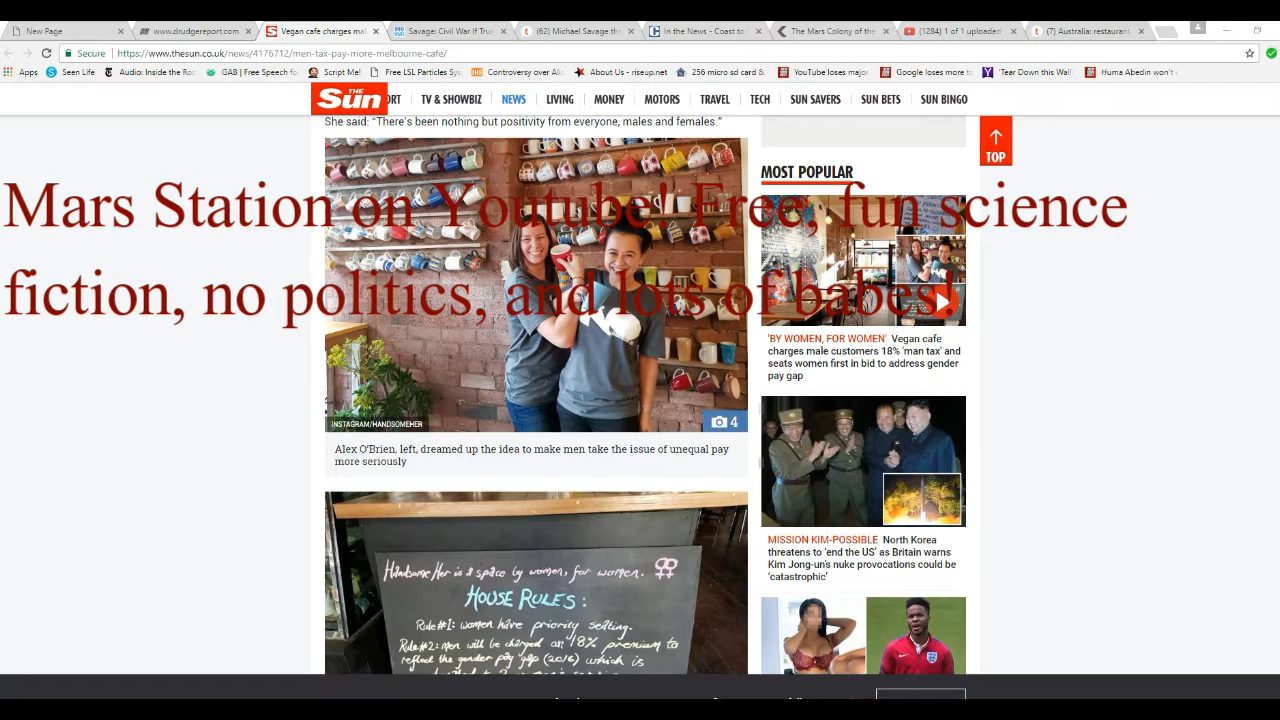 New Page
www.drudgereport.com
Vegan cafe charges mal
Savage: Civil War If Trun
(62) Michael Savage the
In the News - Coast to
The Mars Colony of the
(1284) 1 of 1 uploaded
(7) Australia: restaurant
Secure
https://www.thesun.co.uk/news/4176712/men-tax-pay-more-melbourne-cafe/
Apps
Seen Life
Audio: Inside the Ro
GAB | Free Speech fo
Script Me!
Free LSL Particles Sys
Controversy over Ali
About Us - riseup.net
256 micro sd card &
YouTube loses major
Google loses more t
'Tear Down this Wall
Huma Abedin won't
THE Sun
ORT
TV & SHOWBIZ
NEWS
LIVING
MONEY
MOTORS
TRAVEL
TECH
SUN SAVERS
SUN BETS
SUN BINGO
She said: "There's been nothing but positivity from everyone, males and females."
TOP
MOST POPULAR
Mars Station on Youtube! Free, fun science
fiction, no politics, and lots of babes!
'BY WOMEN, FOR WOMEN' Vegan cafe
charges male customers 18% 'man tax' and
seats women first in bid to address gender
pay gap
INSTAGRAM/HANDSOMEHER
4
Alex O'Brien, left, dreamed up the idea to make men take the issue of unequal pay
more seriously
MISSION KIM-POSSIBLE North Korea
threatens to 'end the US' as Britain warns
Kim Jong-un's nuke provocations could be
'catastrophic'
Handsome Her is a space by women, for women.
HOUSE RULES:
Rule #1: women have priority seating.
Rule #2: men will be charged an 18% premium to
reflect the gender pay gap (2016) which is